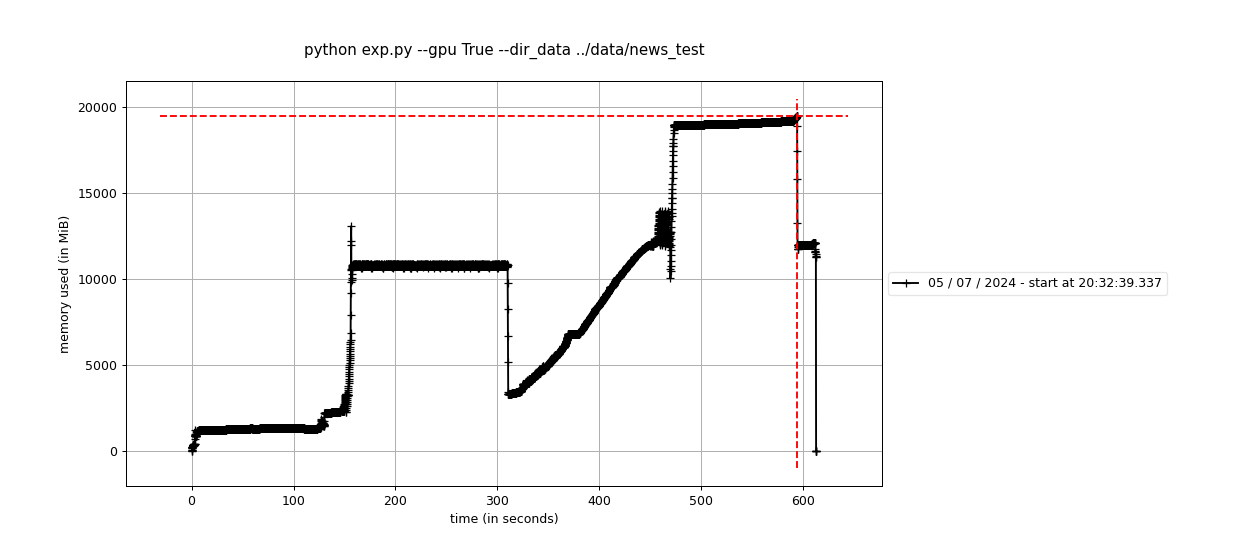 python exp.py --gpu True --dir_data ../data/news_test
20000
15000
10000
5000
0
memory used (in MiB)
0 100 200 300 400 500 600
time (in seconds)
05 / 07 / 2024 - start at 20:32:39.337